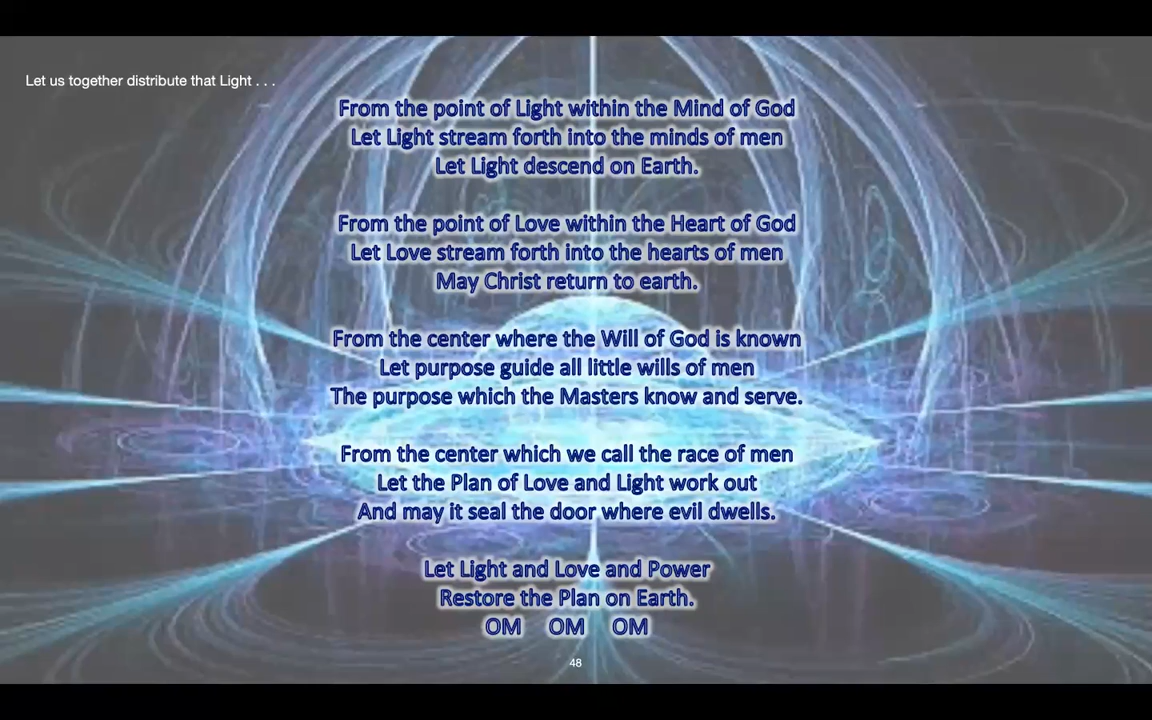 Let us together distribute that Light . . .
From the point of Light within the Mind of God
Let Light stream forth into the minds of men
Let Light descend on Earth.
From the point of Love within the Heart of God
Let Love stream forth into the hearts of men
May Christ return to earth.
From the center where the Will of God is known
Let purpose guide all little wills of men
The purpose which the Masters know and serve.
From the center which we call the race of men
Let the Plan of Love and Light work out
And may it seal the door where evil dwells.
Let Light and Love and Power
Restore the Plan on Earth.
OM OM OM
48